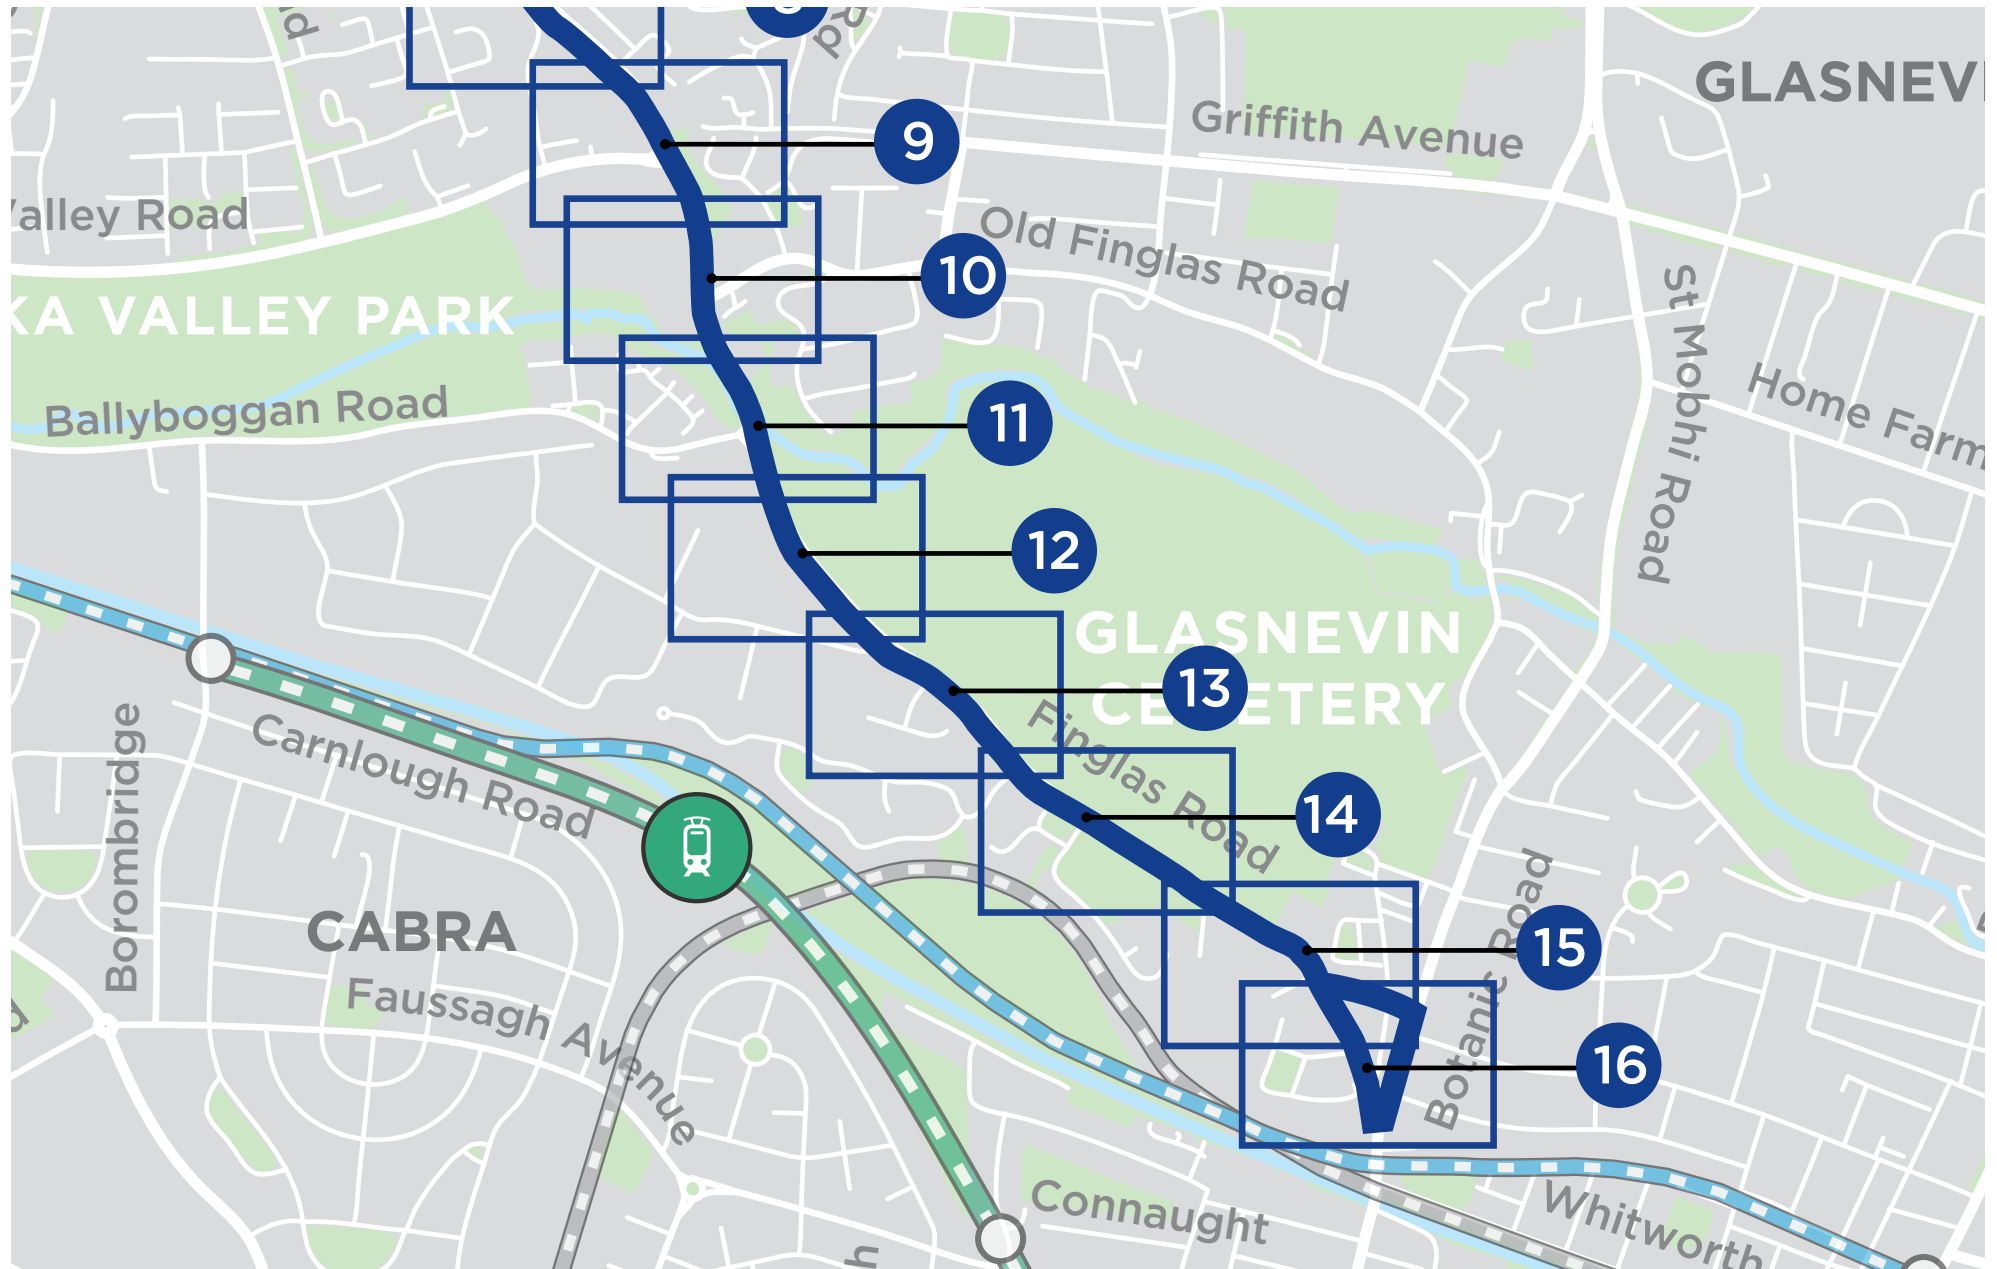 GLASNEVI
9
Griffith Avenue
Valley Road
Old Finglas Road
10
KA VALLEY PARK
St Mobhi Road
Ballyboggan Road
11
Home Farm
12
GLASNEVIN
CEMETERY
13
Finglas Road
Carnlough Road
Borombridge
14
CABRA
Botanic Road
15
Faussagh Avenue
16
Connaught
Whitworth
Rd